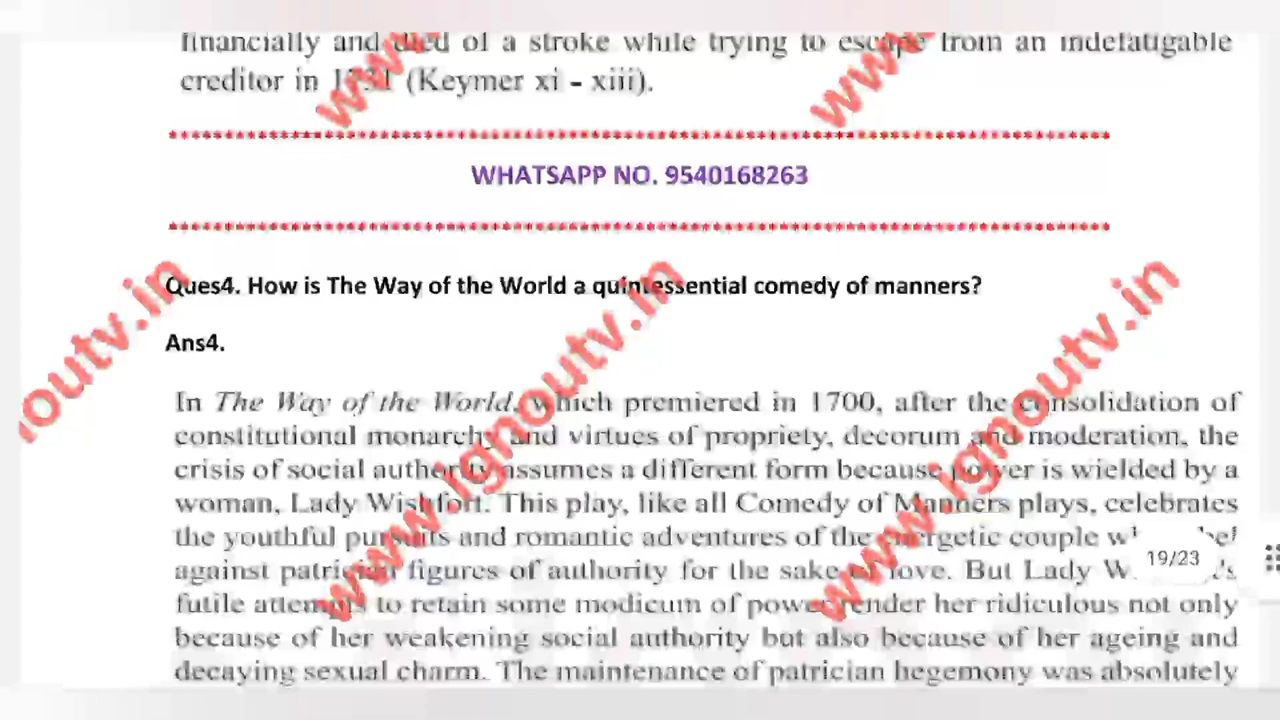 financially and died of a stroke while trying to escape from an indefatigable
creditor in 1731 (Keymer xi - xiii).
WHATSAPP NO. 9540168263
Ques4. How is The Way of the World a quintessential comedy of manners?
Ans4.
In The Way of the World, which premiered in 1700, after the consolidation of
constitutional monarchy and virtues of propriety, decorum and moderation, the
crisis of social authority assumes a different form because power is wielded by a
woman, Lady Wishfort. This play, like all Comedy of Manners plays, celebrates
the youthful pursuits and romantic adventures of the energetic couple
against patrician figures of authority for the sake of love. But Lady
19/23
futile attempts to retain some modicum of power render her ridiculous not only
because of her weakening social authority but also because of her ageing and
decaying sexual charm. The maintenance of patrician hegemony was absolutely
www.ignoutv.in
www.ignoutv.in